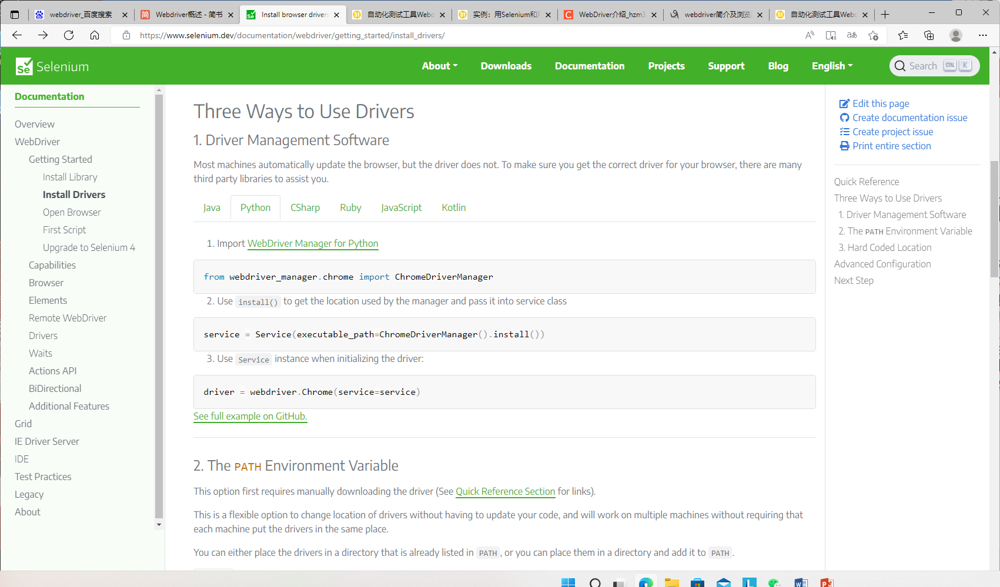 webdriver_百度搜索
Webdriver概述 - 简书
Install browser drivers
自动化测试工具Webd
实例：用Selenium和
WebDriver介绍_hzm3
webdriver简介及浏览
自动化测试工具Webd
https://www.selenium.dev/documentation/webdriver/getting_started/install_drivers/
Selenium
About
Downloads
Documentation
Projects
Support
Blog
English
Search CTRL K
Documentation
Overview
WebDriver
Getting Started
Install Library
Install Drivers
Open Browser
First Script
Upgrade to Selenium 4
Capabilities
Browser
Elements
Remote WebDriver
Drivers
Waits
Actions API
BiDirectional
Additional Features
Grid
IE Driver Server
IDE
Test Practices
Legacy
About
Three Ways to Use Drivers
1. Driver Management Software
Most machines automatically update the browser, but the driver does not. To make sure you get the correct driver for your browser, there are many
third party libraries to assist you.
Java Python CSharp Ruby JavaScript Kotlin
1. Import WebDriver Manager for Python
from webdriver_manager.chrome import ChromeDriverManager
2. Use install() to get the location used by the manager and pass it into service class
service = Service(executable_path=ChromeDriverManager().install())
3. Use Service instance when initializing the driver:
driver = webdriver.Chrome(service=service)
See full example on GitHub.
2. The PATH Environment Variable
This option first requires manually downloading the driver (See Quick Reference Section for links).
This is a flexible option to change location of drivers without having to update your code, and will work on multiple machines without requiring that
each machine put the drivers in the same place.
You can either place the drivers in a directory that is already listed in PATH, or you can place them in a directory and add it to PATH.
Edit this page
Create documentation issue
Create project issue
Print entire section
Quick Reference
Three Ways to Use Drivers
1. Driver Management Software
2. The PATH Environment Variable
3. Hard Coded Location
Advanced Configuration
Next Step